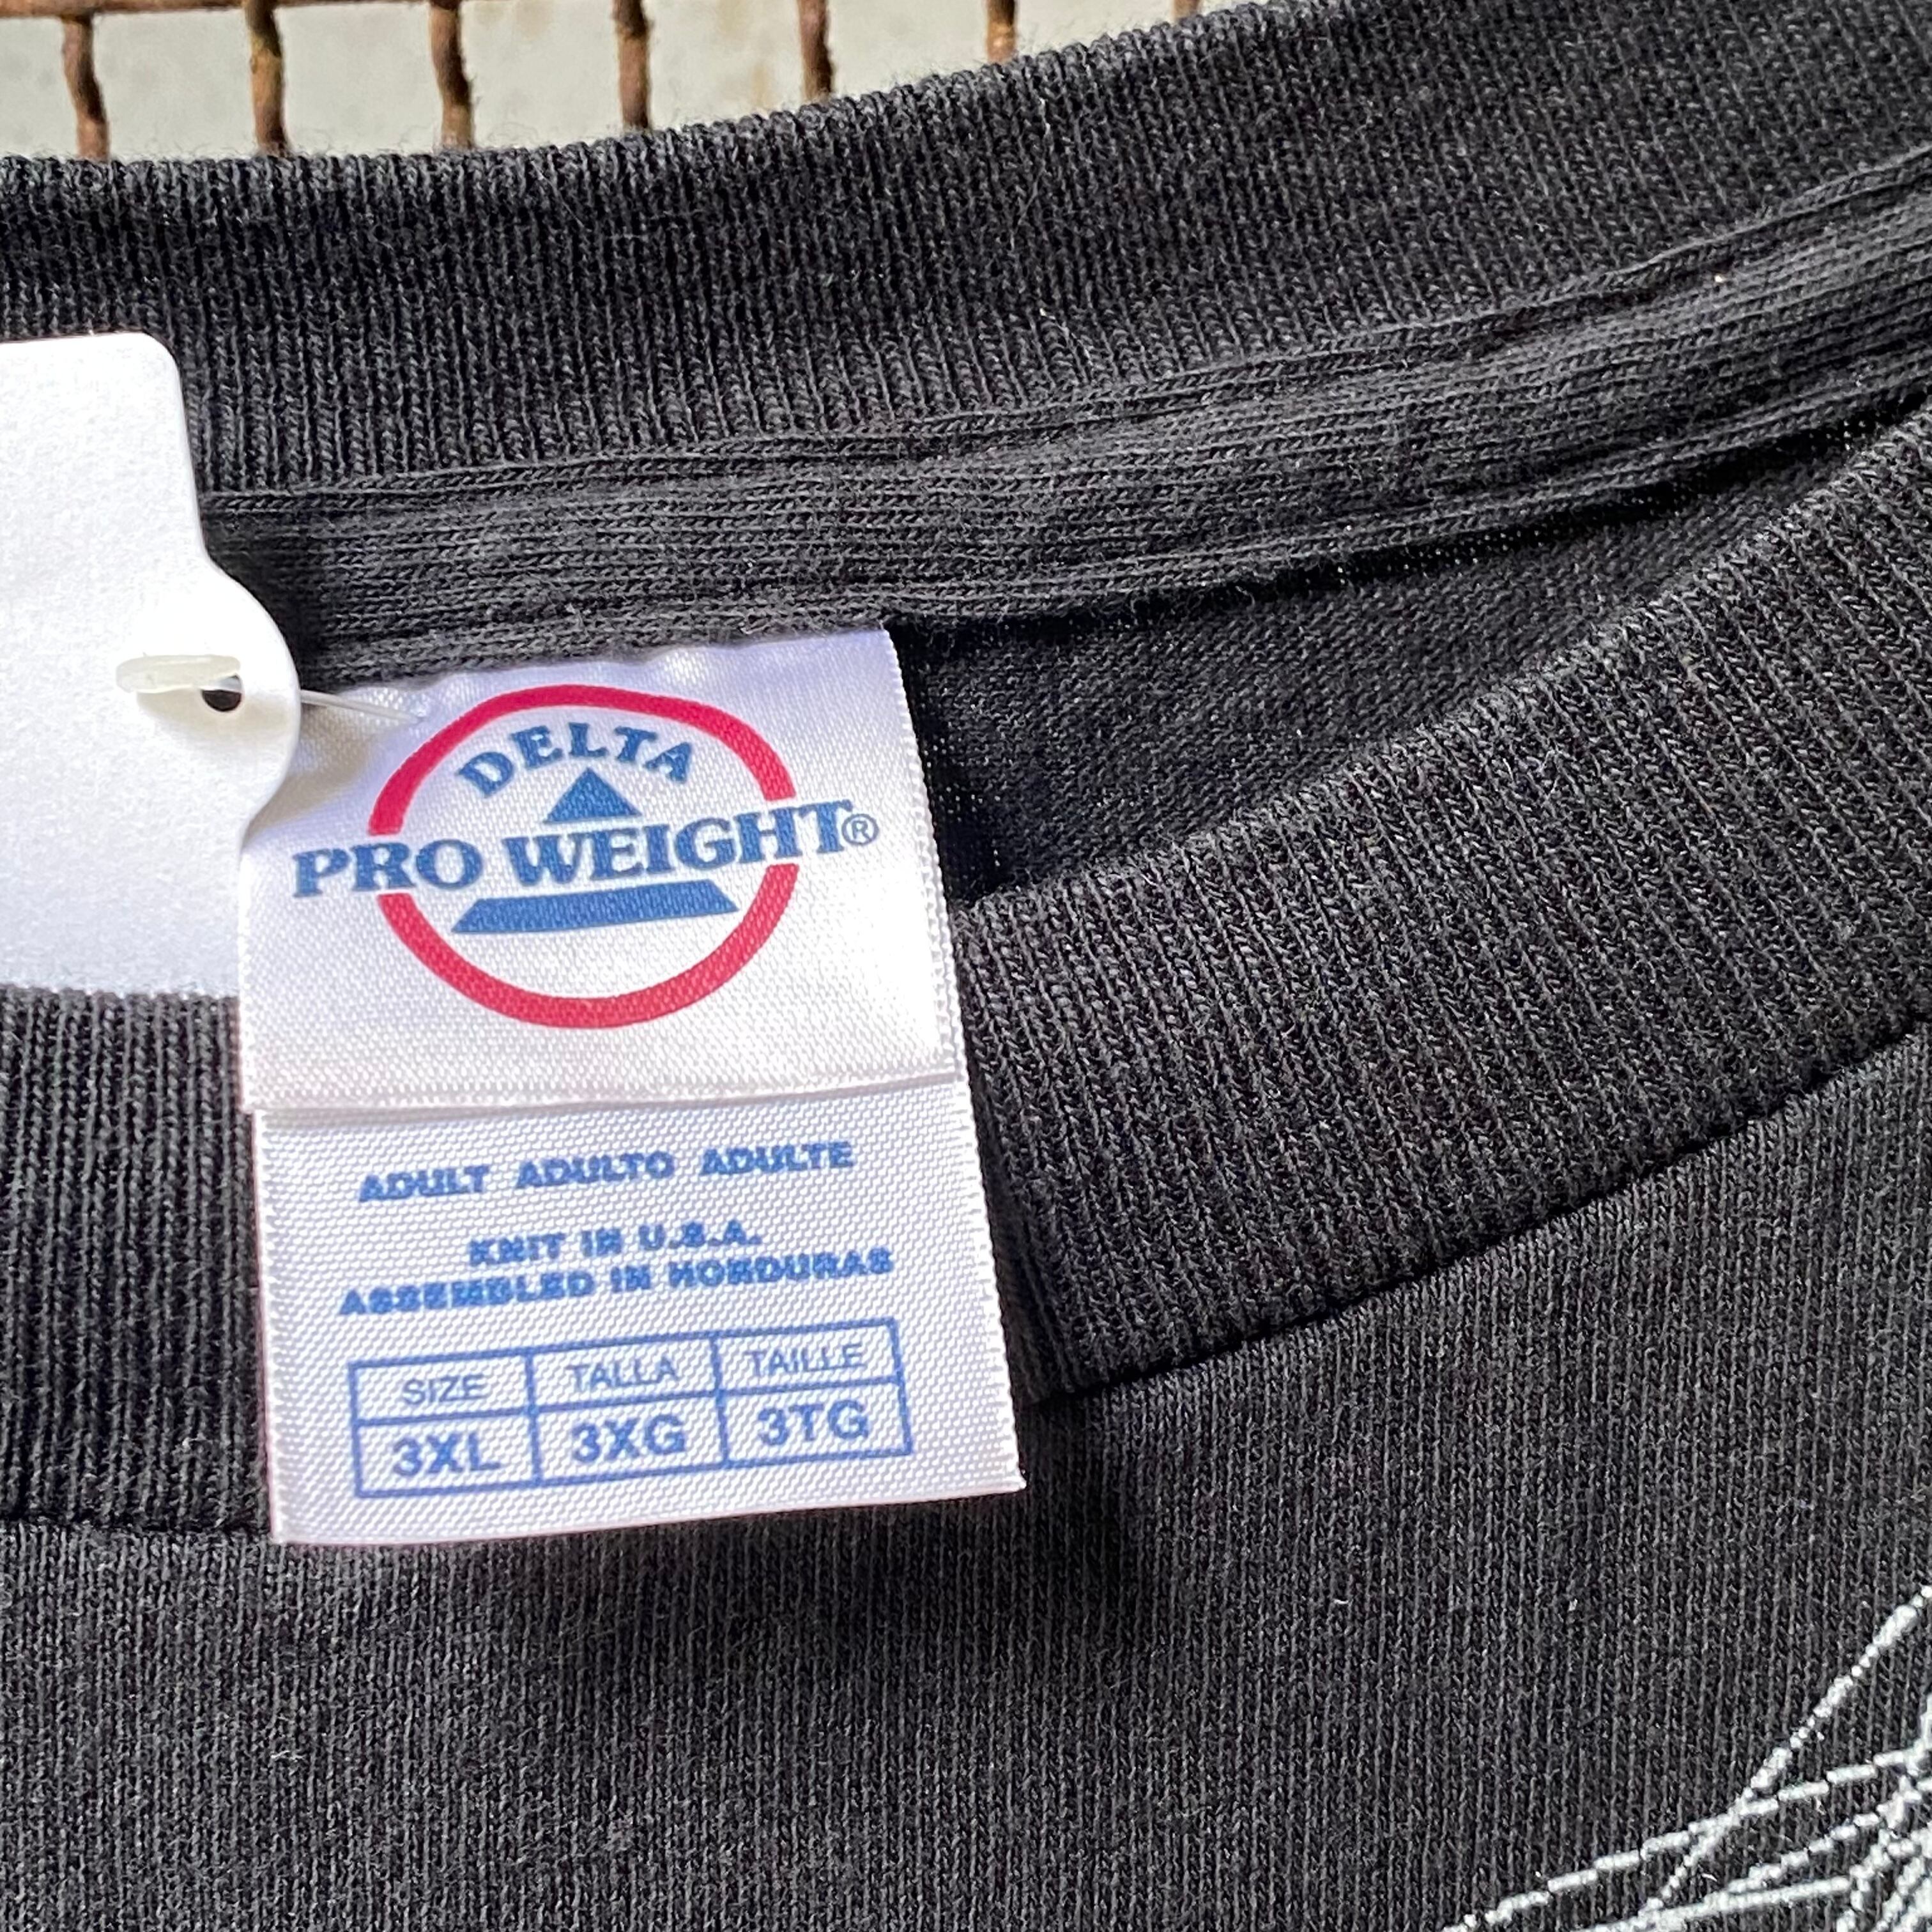 DELTA
PRO WEIGHT®
ADULT ADULTO ADULTE
KNIT IN U.S.A.
ASSEMBLED IN HONDURAS
SIZE TALLA TAILLE
3XL 3XG 3TG